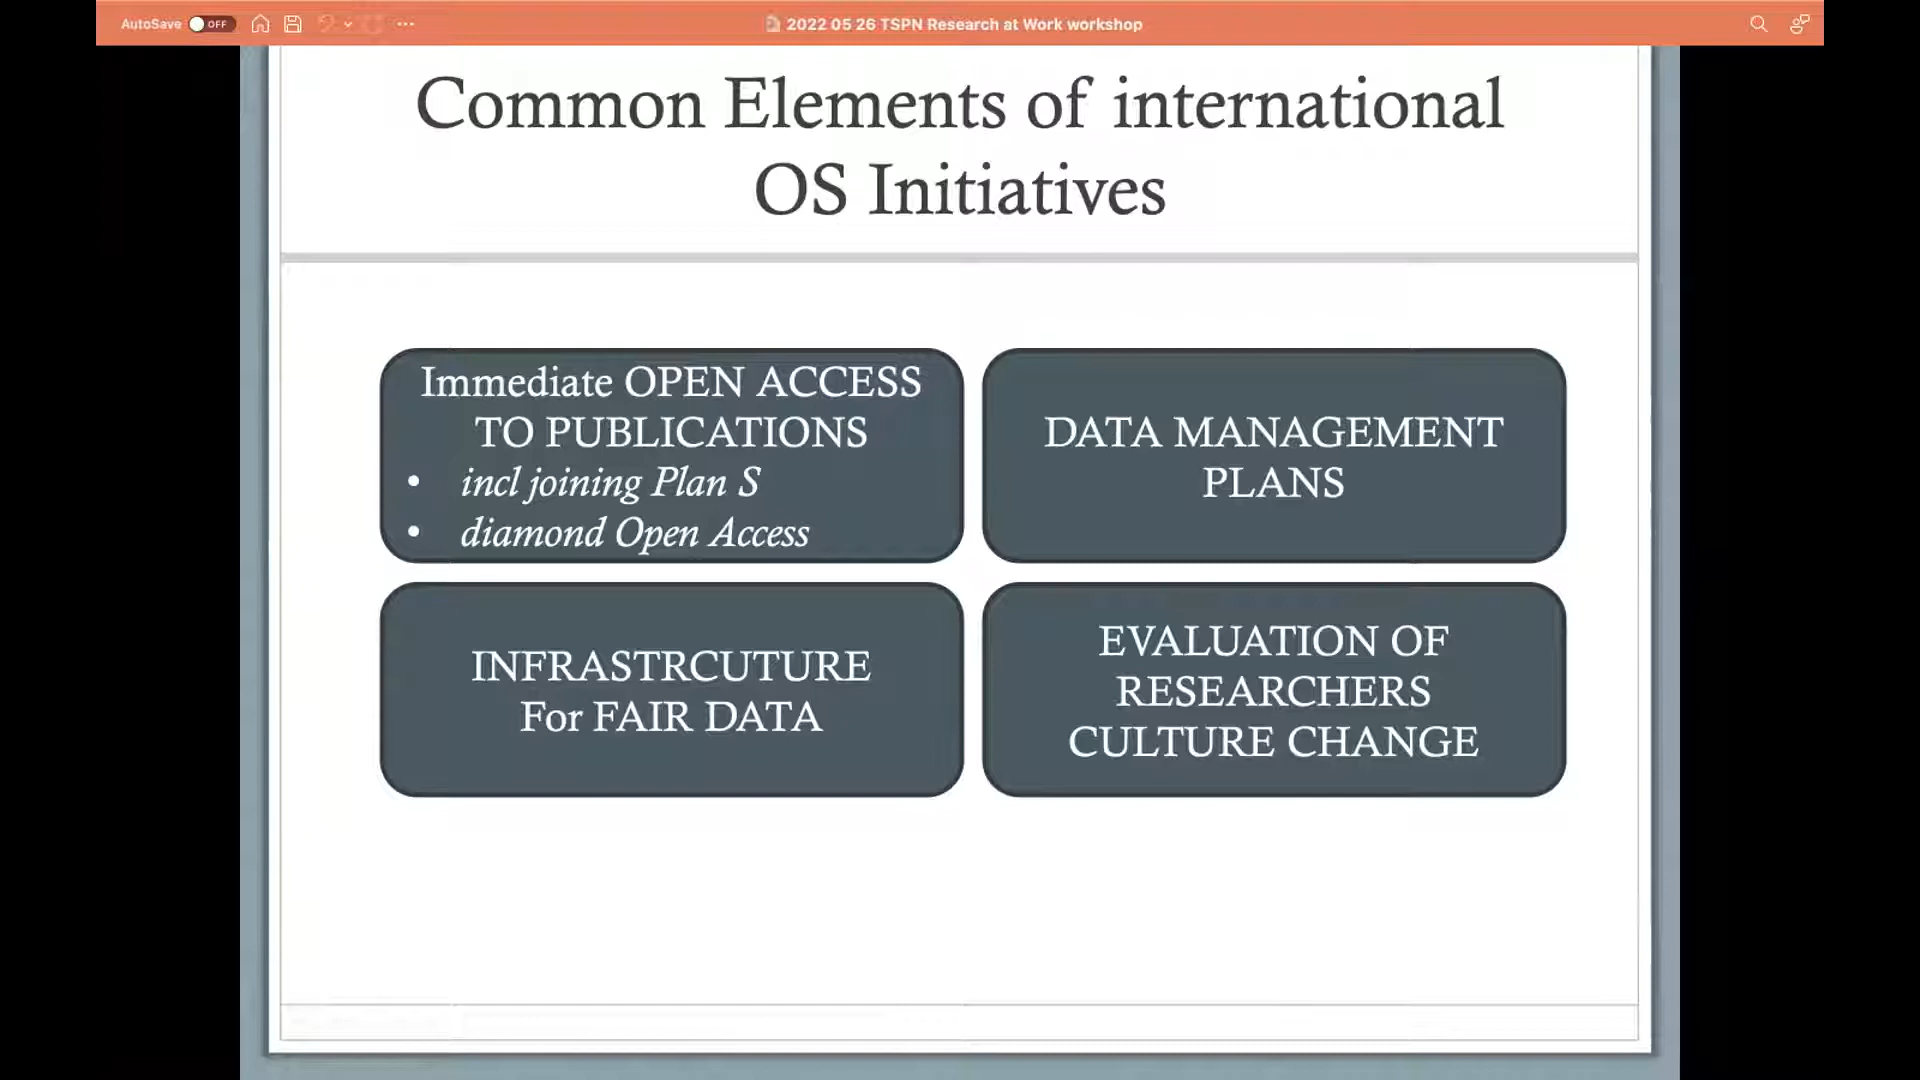 AutoSave OFF
2022 05 26 TSPN Research at Work workshop
Common Elements of international
OS Initiatives
Immediate OPEN ACCESS
TO PUBLICATIONS
• incl joining Plan S
• diamond Open Access
DATA MANAGEMENT
PLANS
INFRASTRCUTURE
For FAIR DATA
EVALUATION OF
RESEARCHERS
CULTURE CHANGE